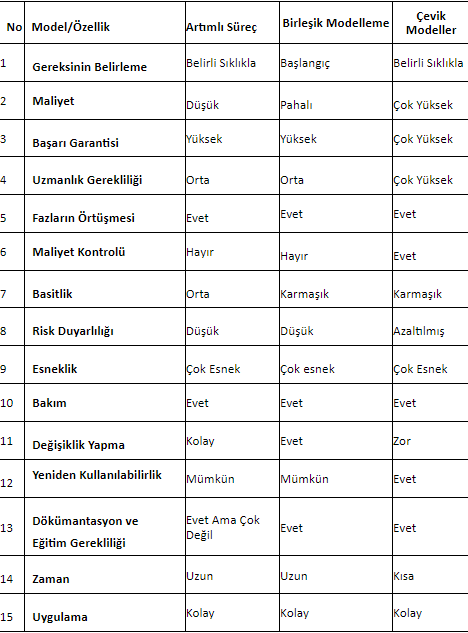 No Model/Özellik Artımlı Süreç Birleşik Modelleme Çevik Modeller
1 Gereksinin Belirleme Belirli Sıklıkla Başlangıç Belirli Sıklıkla
2 Maliyet Düşük Pahalı Çok Yüksek
3 Başarı Garantisi Yüksek Yüksek Çok Yüksek
4 Uzmanlık Gerekliliği Orta Orta Çok Yüksek
5 Fazların Örtüşmesi Evet Evet Evet
6 Maliyet Kontrolü Hayır Hayır Evet
7 Basitlik Orta Karmaşık Karmaşık
8 Risk Duyarlılığı Düşük Düşük Azaltılmış
9 Esneklik Çok Esnek Çok esnek Çok Esnek
10 Bakım Evet Evet Evet
11 Değişiklik Yapma Kolay Evet Zor
12 Yeniden Kullanılabilirlik Mümkün Mümkün Evet
13 Dökümantasyon ve Eğitim Gerekliliği Evet Ama Çok Değil Evet Evet
14 Zaman Uzun Uzun Kısa
15 Uygulama Kolay Kolay Kolay